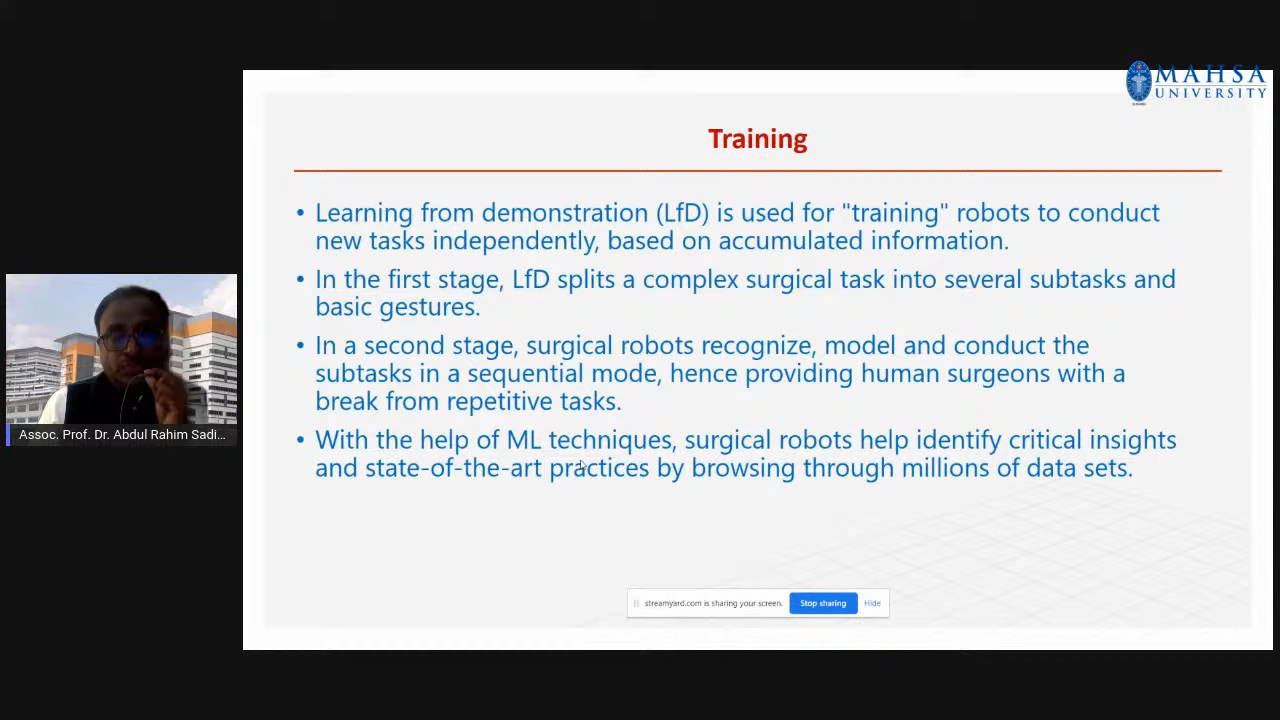 MAHSA
UNIVERSITY
Training
• Learning from demonstration (LfD) is used for "training" robots to conduct
new tasks independently, based on accumulated information.
• In the first stage, LfD splits a complex surgical task into several subtasks and
basic gestures.
• In a second stage, surgical robots recognize, model and conduct the
subtasks in a sequential mode, hence providing human surgeons with a
break from repetitive tasks.
• With the help of ML techniques, surgical robots help identify critical insights
and state-of-the-art practices by browsing through millions of data sets.
Assoc. Prof. Dr. Abdul Rahim Sadi...
streamyard.com is sharing your screen.
Stop sharing
Hide